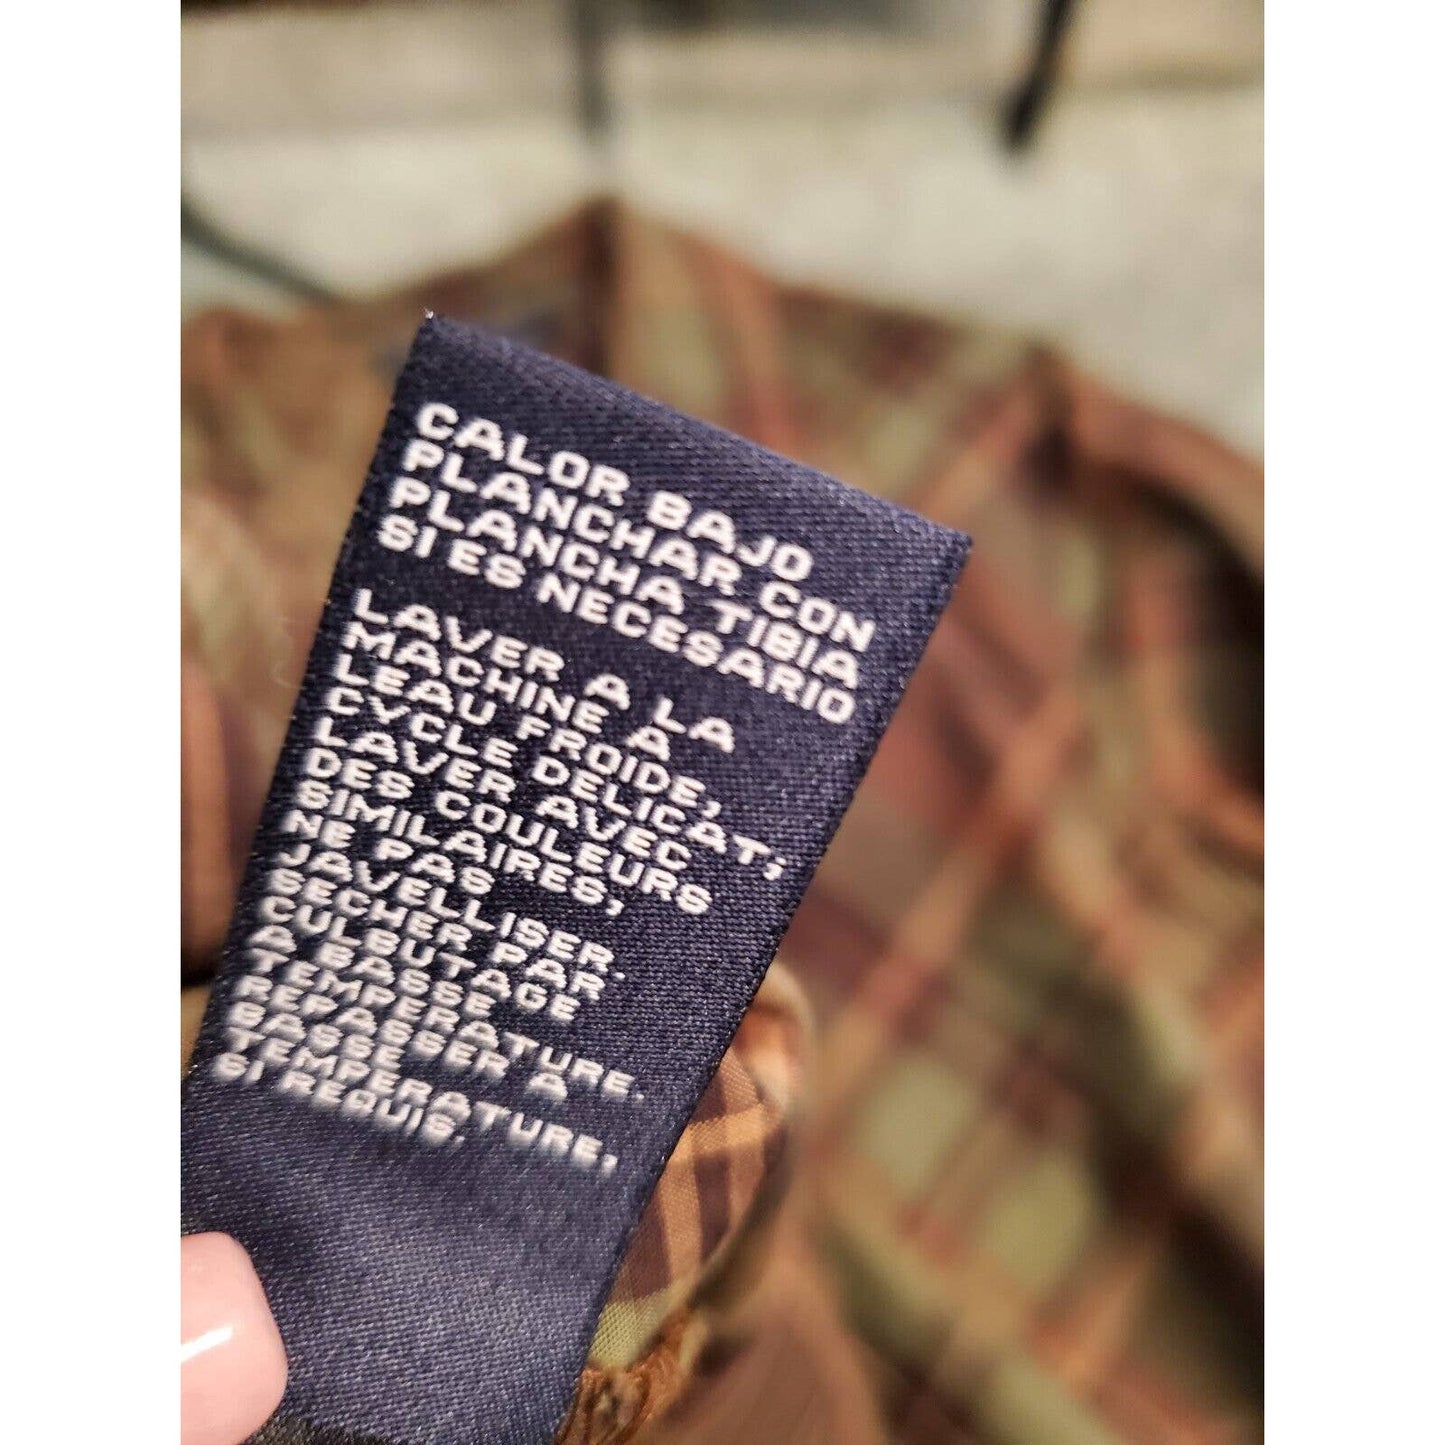 CALOR BAJO
PLANCHAR CON
PLANCHA TIBIA
SI ES NECESARIO
LAVER A LA
MACHINE A
LEAU FROIDE,
CYCLE DELICAT;
LAVER AVEC
DES COULEURS
SIMILAIRES;
NE PAS
JAVELLISER.
SECHER PAR
CULBUTAGE
A BASSE
TEMPERATURE.
REPASSER A
BASSE
TEMPERATURE,
SI REQUIS.